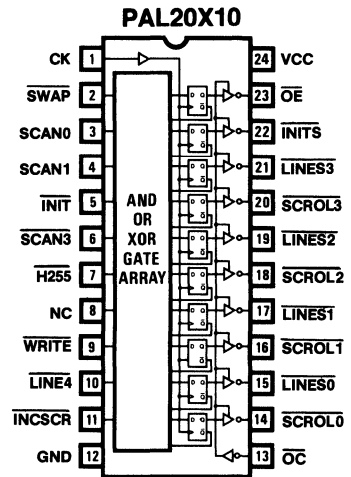 PAL20X10
CK 1 24 VCC
SWAP 2 23 OE
SCAN0 3 22 INITS
SCAN1 4 21 LINES3
INIT 5 20 SCROL3
SCAN3 6 19 LINES2
H255 7 18 SCROL2
NC 8 17 LINES1
WRITE 9 16 SCROL1
LINE4 10 15 LINES0
INCSCR 11 14 SCROL0
GND 12 13 OC
AND
OR
XOR
GATE
ARRAY